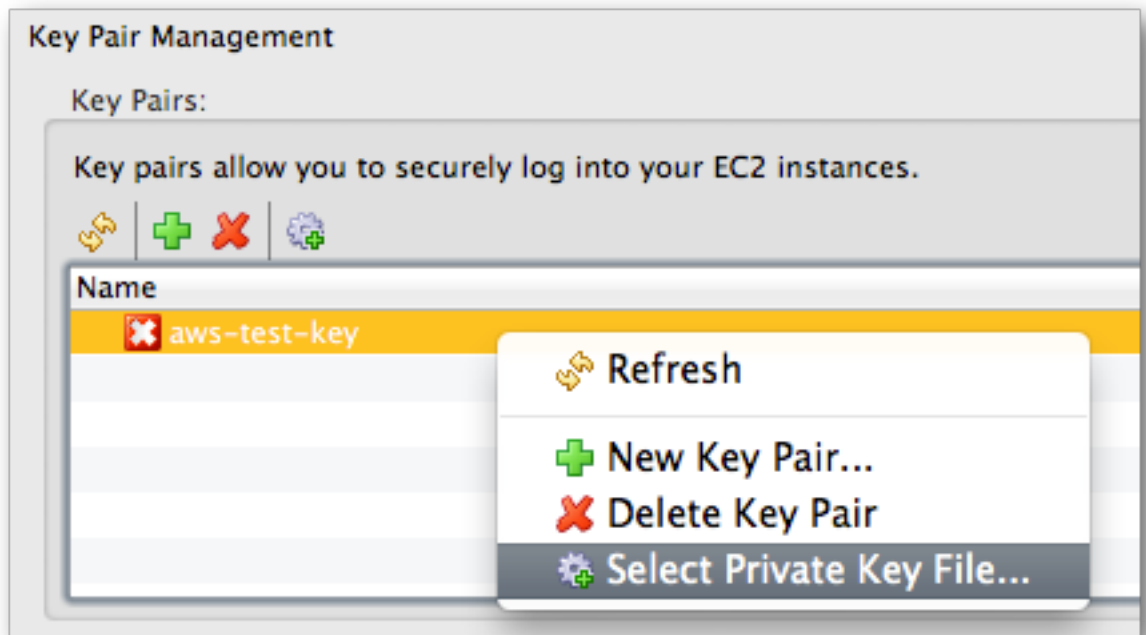 Key Pair Management
Key Pairs:
Key pairs allow you to securely log into your EC2 instances.
Name
aws-test-key
Refresh
New Key Pair...
Delete Key Pair
Select Private Key File...